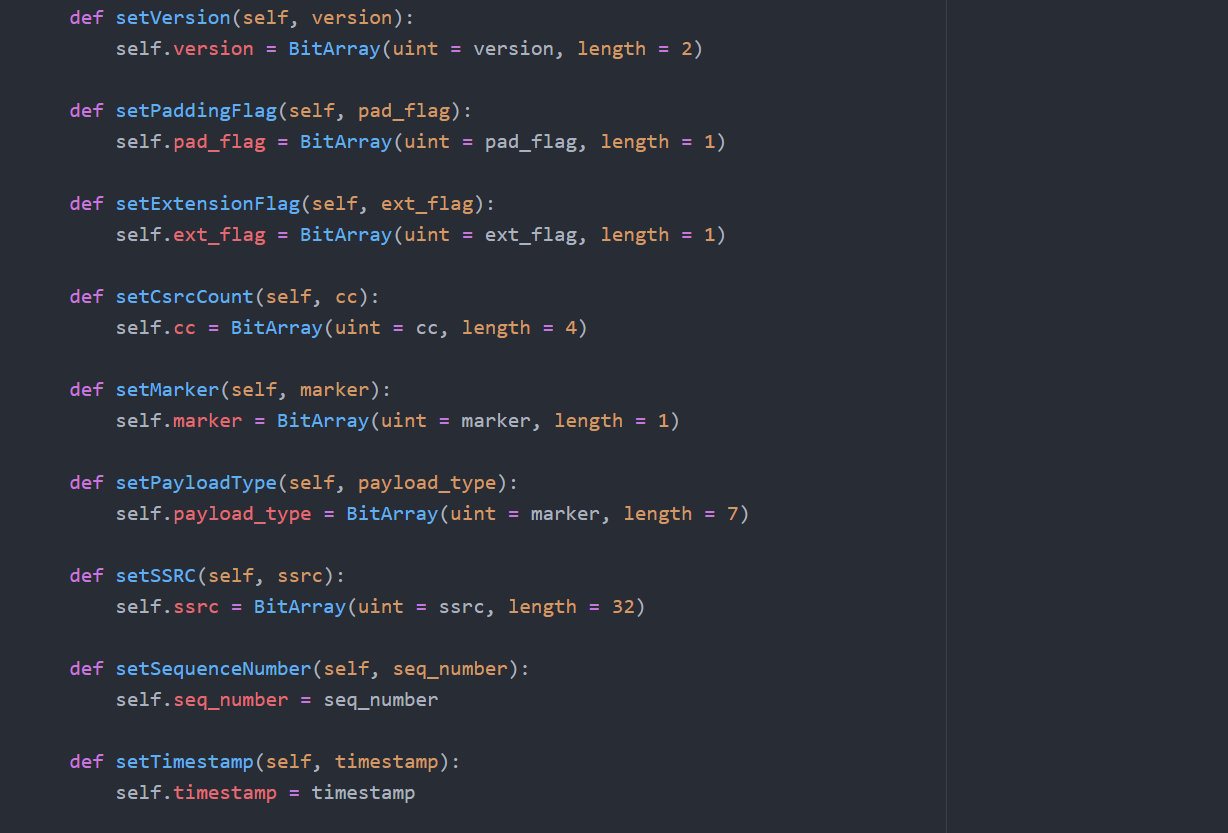 def setVersion(self, version):
    self.version = BitArray(uint = version, length = 2)

def setPaddingFlag(self, pad_flag):
    self.pad_flag = BitArray(uint = pad_flag, length = 1)

def setExtensionFlag(self, ext_flag):
    self.ext_flag = BitArray(uint = ext_flag, length = 1)

def setCsrcCount(self, cc):
    self.cc = BitArray(uint = cc, length = 4)

def setMarker(self, marker):
    self.marker = BitArray(uint = marker, length = 1)

def setPayloadType(self, payload_type):
    self.payload_type = BitArray(uint = marker, length = 7)

def setSSRC(self, ssrc):
    self.ssrc = BitArray(uint = ssrc, length = 32)

def setSequenceNumber(self, seq_number):
    self.seq_number = seq_number

def setTimestamp(self, timestamp):
    self.timestamp = timestamp